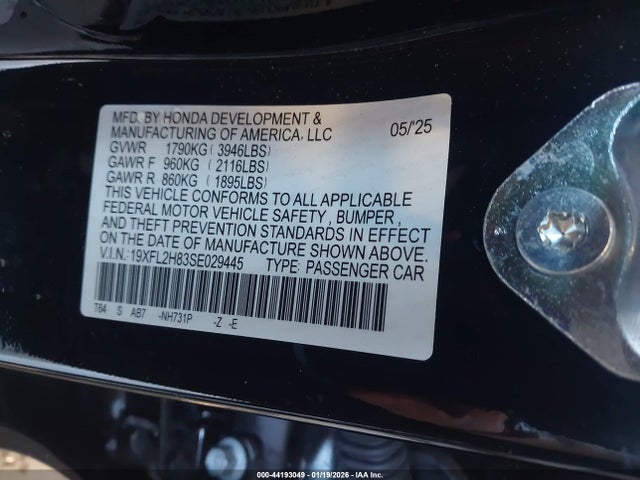 MFD. BY HONDA DEVELOPMENT &
MANUFACTURING OF AMERICA, LLC 05/'25
GVWR 1790KG ( 3946LBS)
GAWR F 960KG ( 2116LBS)
GAWR R 860KG ( 1895LBS)
THIS VEHICLE CONFORMS TO ALL APPLICABLE
FEDERAL MOTOR VEHICLE SAFETY, BUMPER,
AND THEFT PREVENTION STANDARDS IN EFFECT
ON THE DATE OF MANUFACTURE SHOWN ABOVE.
V.I.N.:19XFL2H83SE029445 TYPE: PASSENGER CAR
T64 S AB7 -NH731P -Z -E
000-44193049 - 01/19/2026 - IAA Inc.